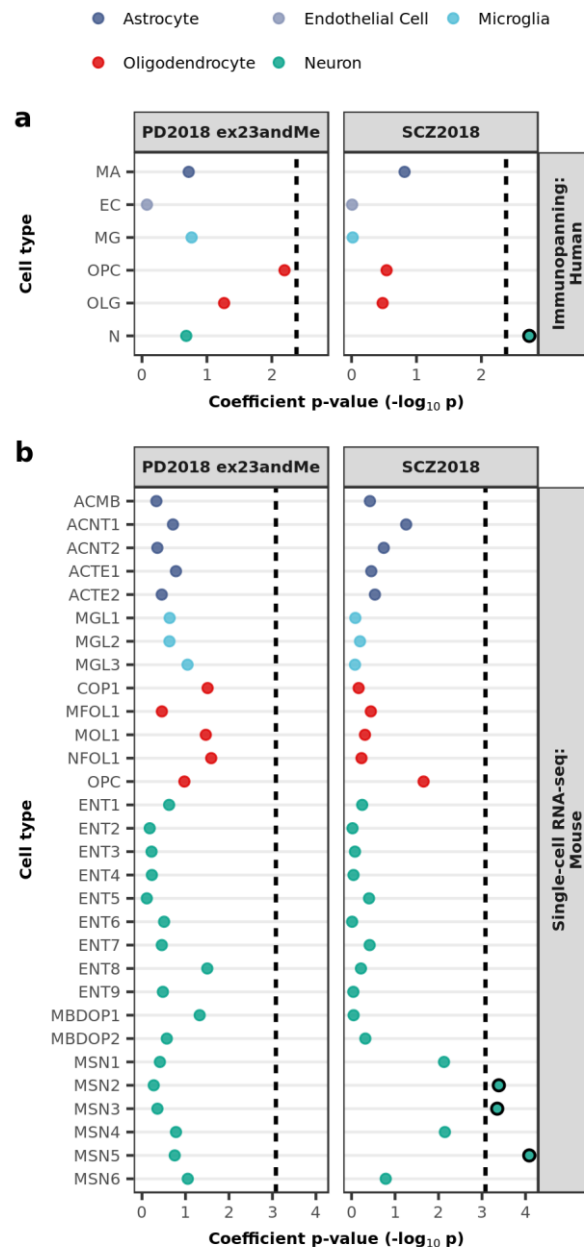 Astrocyte Endothelial Cell Microglia
Oligodendrocyte Neuron
a
PD2018 ex23andMe SCZ2018
MA
EC
MG
OPC
OLG
N
Cell type
Immunopanning:
Human
0 1 2 0 1 2
Coefficient p-value (-log10 p)
b
PD2018 ex23andMe SCZ2018
ACMB
ACNT1
ACNT2
ACTE1
ACTE2
MGL1
MGL2
MGL3
COP1
MFOL1
MOL1
NFOL1
OPC
ENT1
ENT2
ENT3
ENT4
ENT5
ENT6
ENT7
ENT8
ENT9
MBDOP1
MBDOP2
MSN1
MSN2
MSN3
MSN4
MSN5
MSN6
Cell type
Single-cell RNA-seq:
Mouse
0 1 2 3 4 0 1 2 3 4
Coefficient p-value (-log10 p)